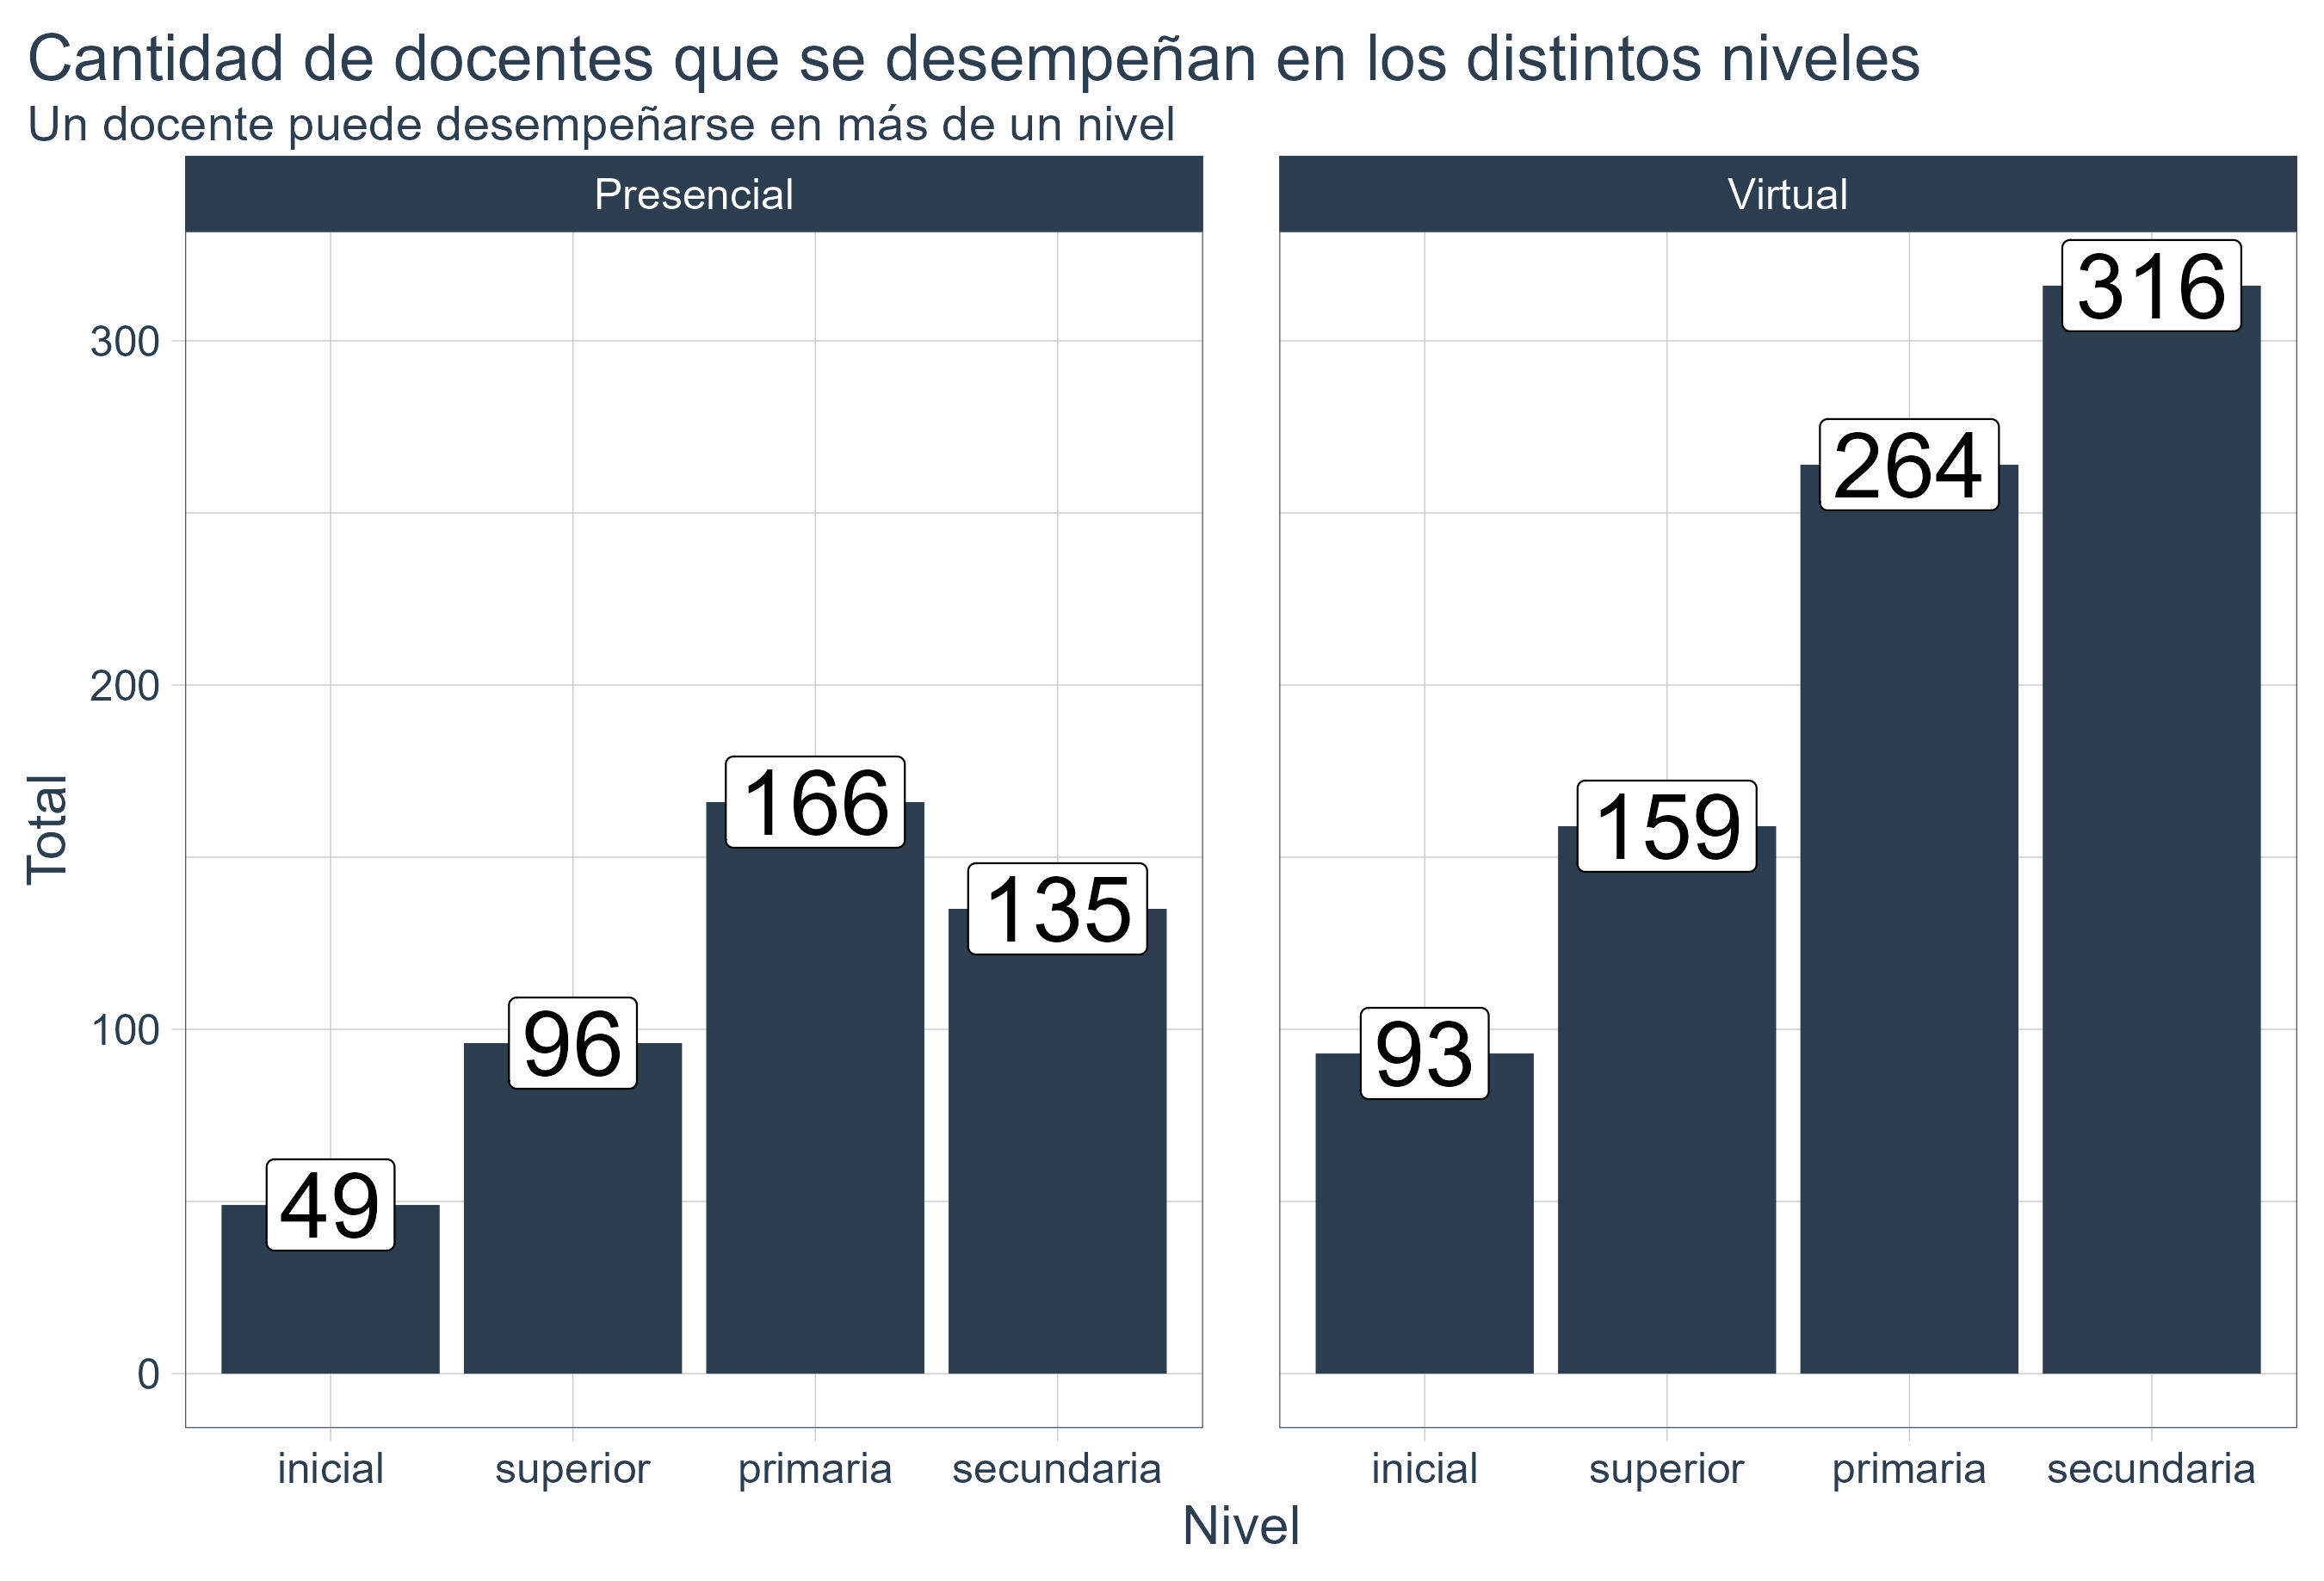 Cantidad de docentes que se desempeñan en los distintos niveles
Un docente puede desempeñarse en más de un nivel
Presencial
Virtual
Total
300
200
100
0
49
96
166
135
93
159
264
316
inicial superior primaria secundaria
inicial superior primaria secundaria
Nivel